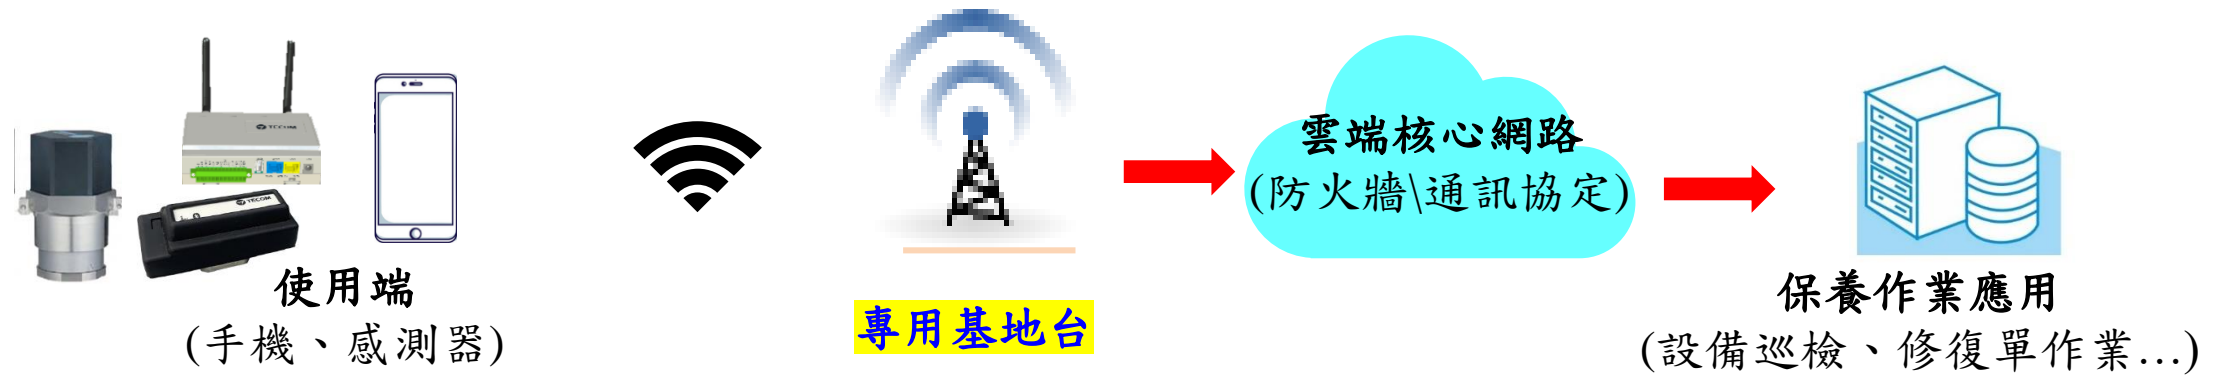 TECOM
TECOM
使用端
(手機、感測器)
專用基地台
雲端核心網路
(防火牆\通訊協定)
保養作業應用
(設備巡檢、修復單作業...)